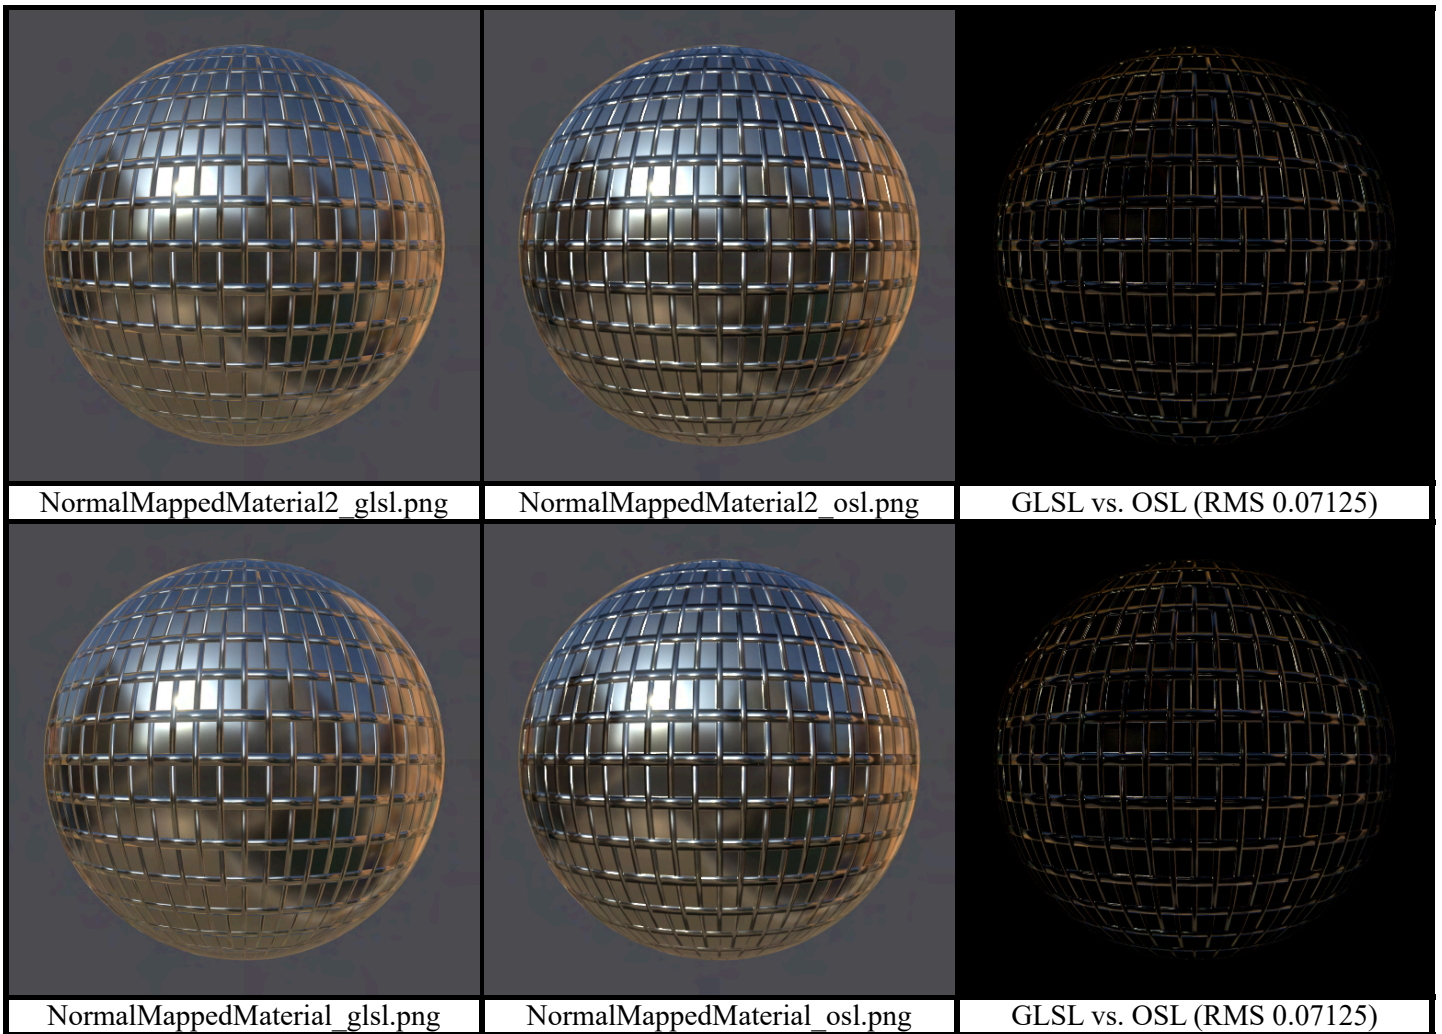 NormalMappedMaterial2_glsl.png
NormalMappedMaterial2_osl.png
GLSL vs. OSL (RMS 0.07125)
NormalMappedMaterial_glsl.png
NormalMappedMaterial_osl.png
GLSL vs. OSL (RMS 0.07125)